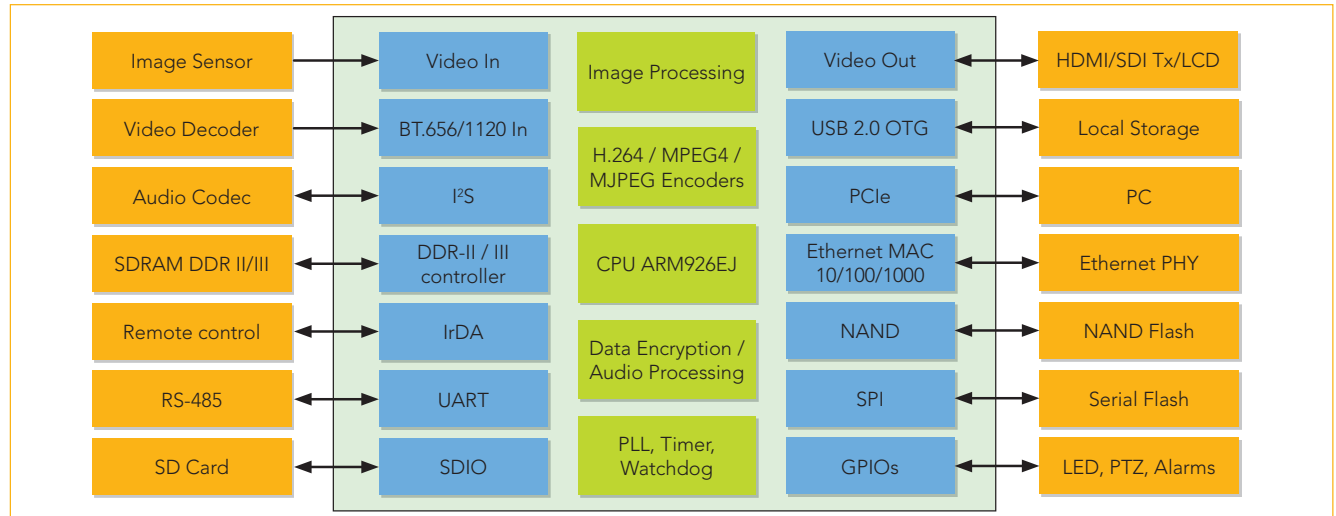 Image Sensor
Video In
Image Processing
Video Out
HDMI/SDI Tx/LCD
Video Decoder
BT.656/1120 In
H.264 / MPEG4 /
MJPEG Encoders
USB 2.0 OTG
Local Storage
Audio Codec
I²S
PCIe
PC
SDRAM DDR II/III
DDR-II / III
controller
CPU ARM926EJ
Ethernet MAC
10/100/1000
Ethernet PHY
Remote control
IrDA
Data Encryption /
Audio Processing
NAND
NAND Flash
RS-485
UART
SPI
Serial Flash
SD Card
SDIO
PLL, Timer,
Watchdog
GPIOs
LED, PTZ, Alarms